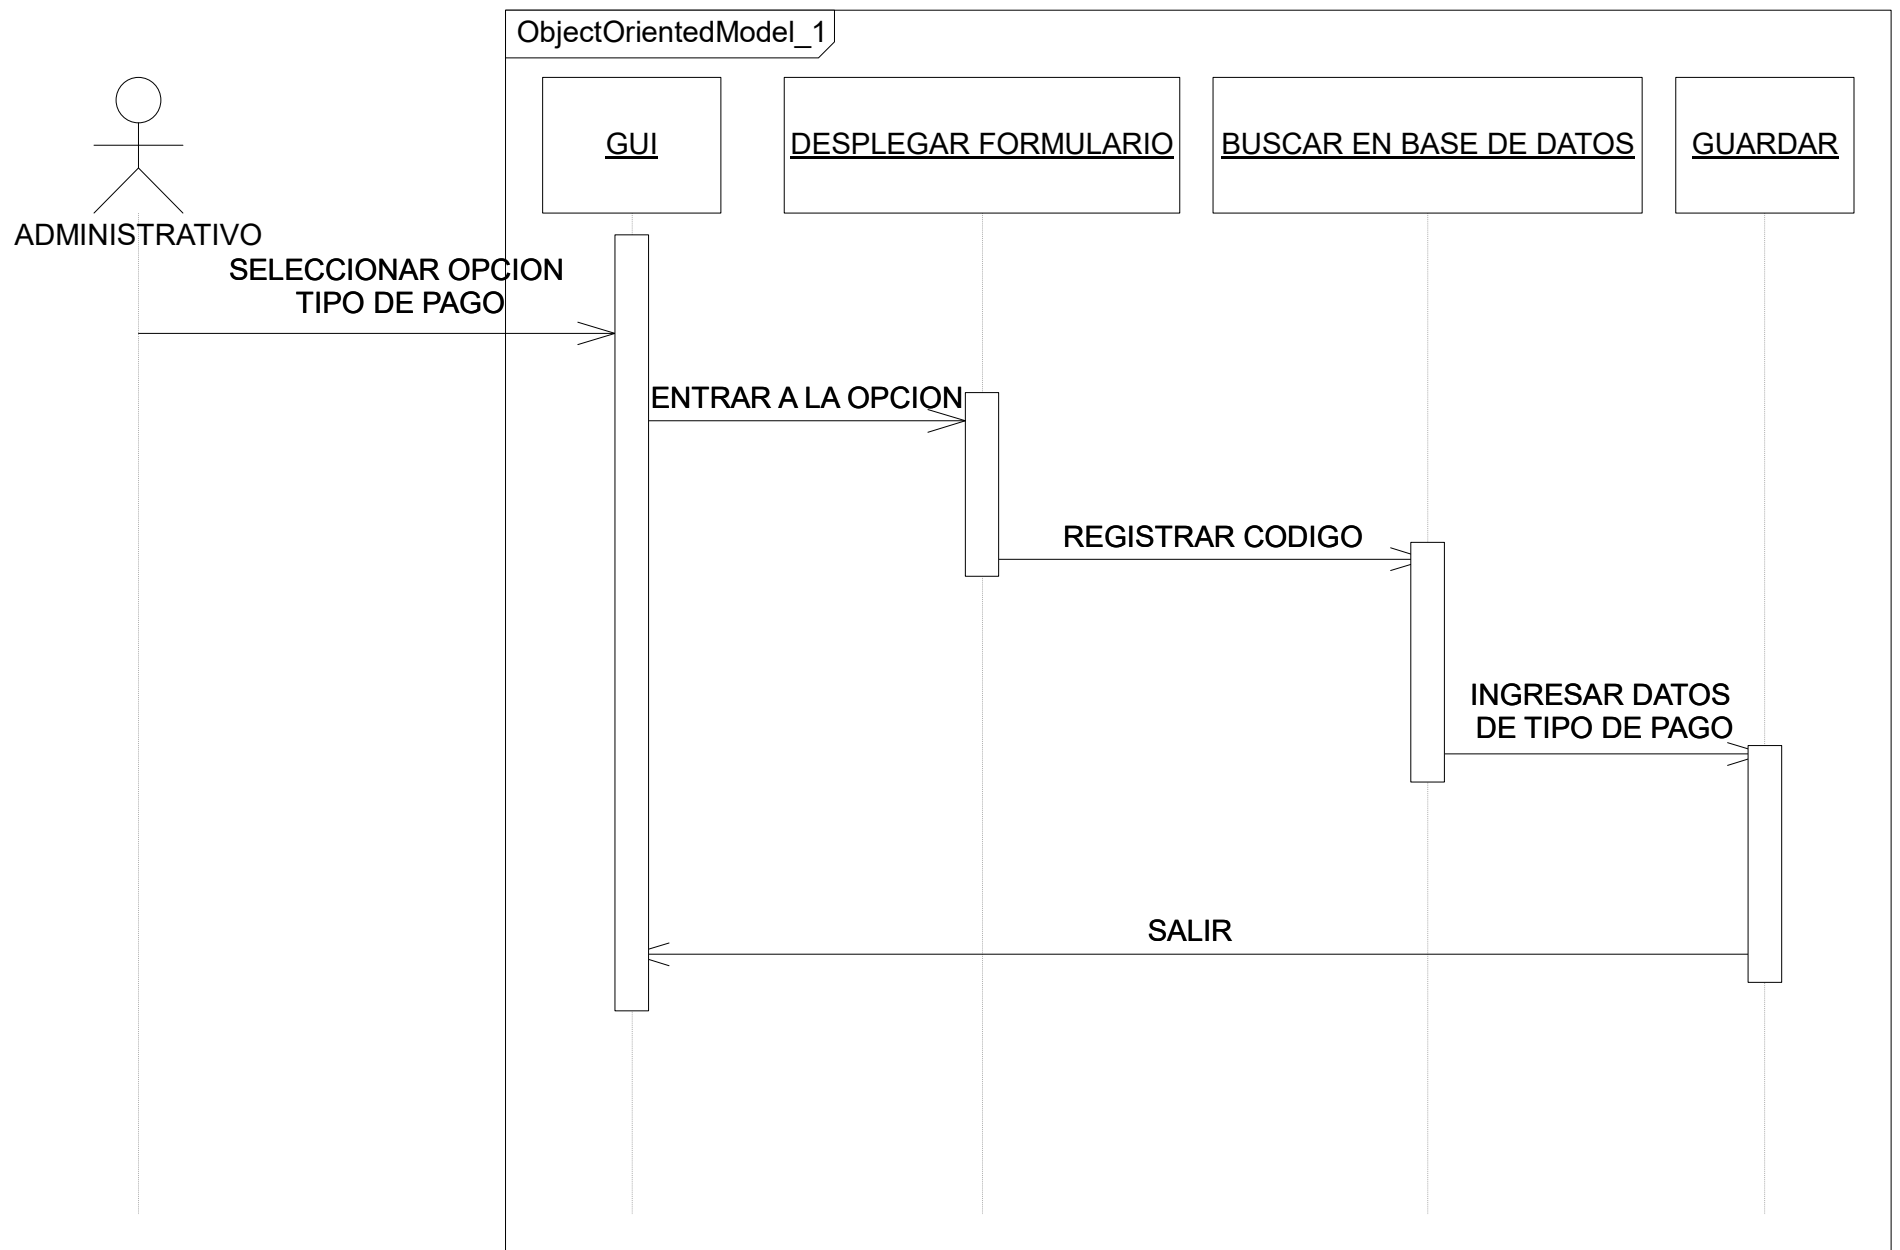 ObjectOrientedModel_1
GUI
DESPLEGAR FORMULARIO
BUSCAR EN BASE DE DATOS
GUARDAR
ADMINISTRATIVO
SELECCIONAR OPCION
TIPO DE PAGO
ENTRAR A LA OPCION
REGISTRAR CODIGO
INGRESAR DATOS
DE TIPO DE PAGO
SALIR